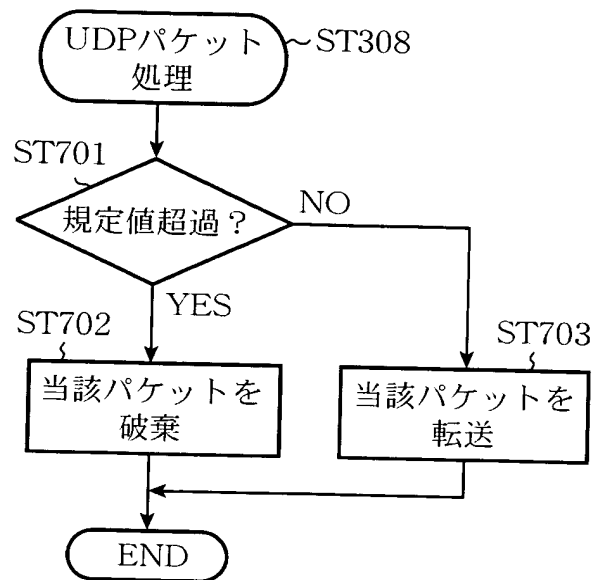 UDPパケット
処理
ST308
ST701
規定値超過?
NO
YES
ST702
当該パケットを
破棄
ST703
当該パケットを
転送
END